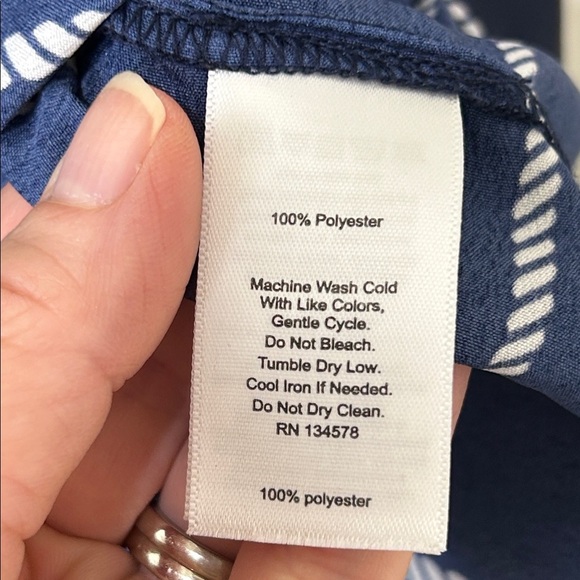 100% Polyester
Machine Wash Cold
With Like Colors,
Gentle Cycle.
Do Not Bleach.
Tumble Dry Low.
Cool Iron If Needed.
Do Not Dry Clean.
RN 134578
100% polyester